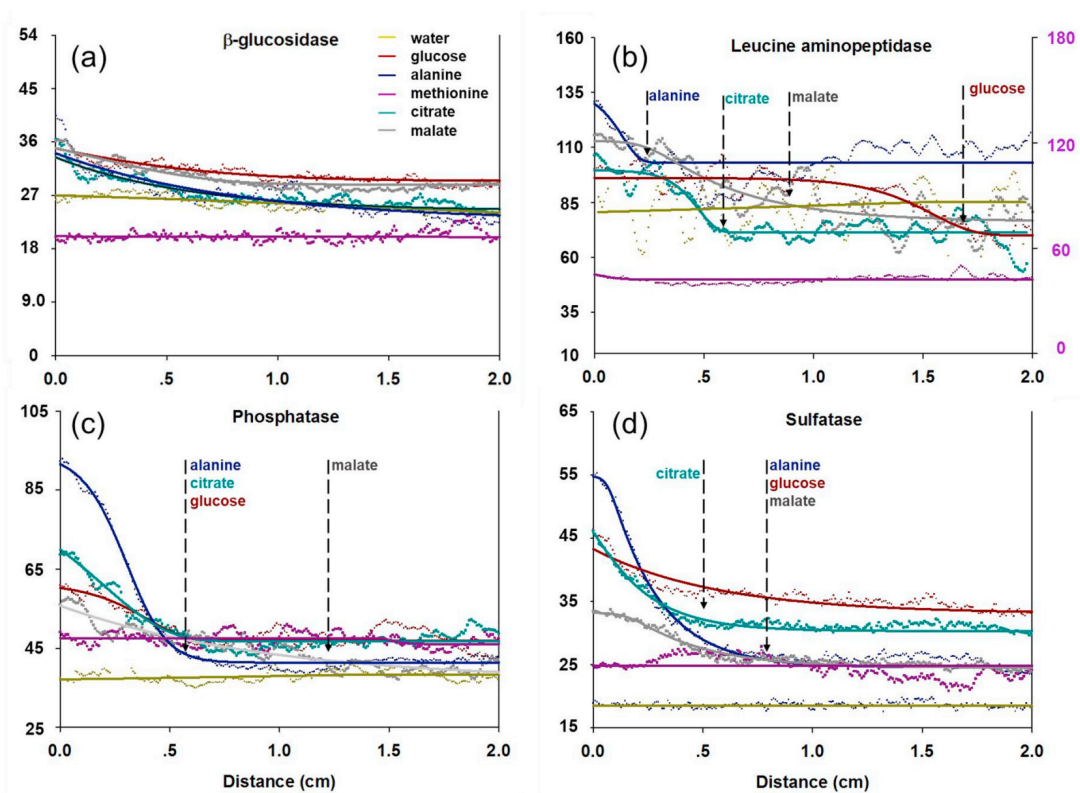 (a)
β-glucosidase
water
glucose
alanine
methionine
citrate
malate
54
45
36
27
18
9.0
0
0.0
.5
1.0
1.5
2.0
(b)
Leucine aminopeptidase
alanine
citrate
malate
glucose
160
135
110
85
60
35
10
180
120
60
0
0.0
.5
1.0
1.5
2.0
(c)
Phosphatase
alanine
citrate
glucose
malate
105
85
65
45
25
0.0
.5
1.0
1.5
2.0
Distance (cm)
(d)
Sulfatase
citrate
alanine
glucose
malate
65
55
45
35
25
15
0.0
.5
1.0
1.5
2.0
Distance (cm)